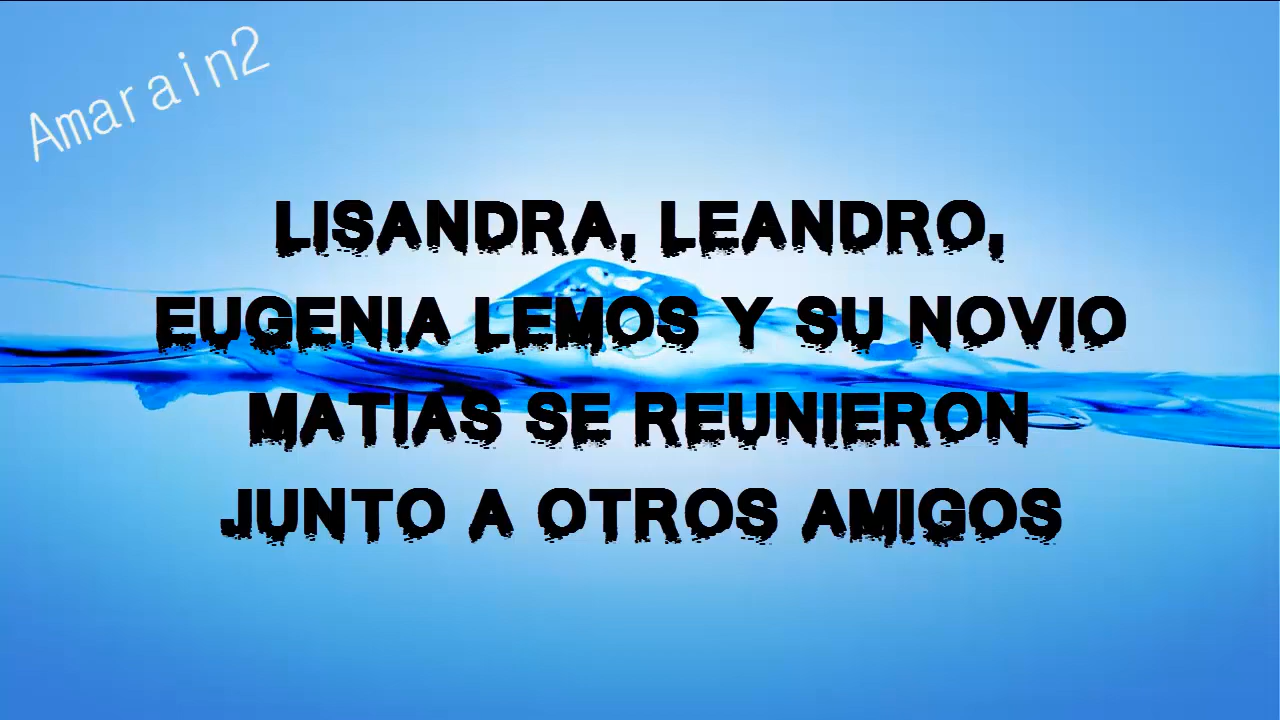 Amarain2
LISANDRA, LEANDRO,
EUGENIA LEMOS Y SU NOVIO
MATIAS SE REUNIERON
JUNTO A OTROS AMIGOS